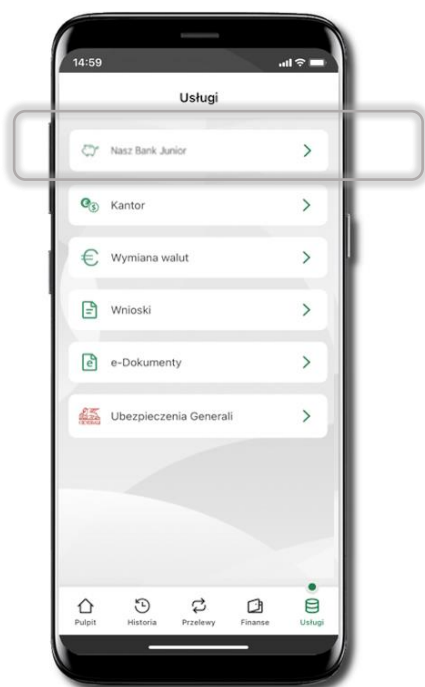 14:59
Usługi
Nasz Bank Junior
Kantor
Wymiana walut
Wnioski
e-Dokumenty
Ubezpieczenia Generali
Pulpit Historia Przelewy Finanse Usługi